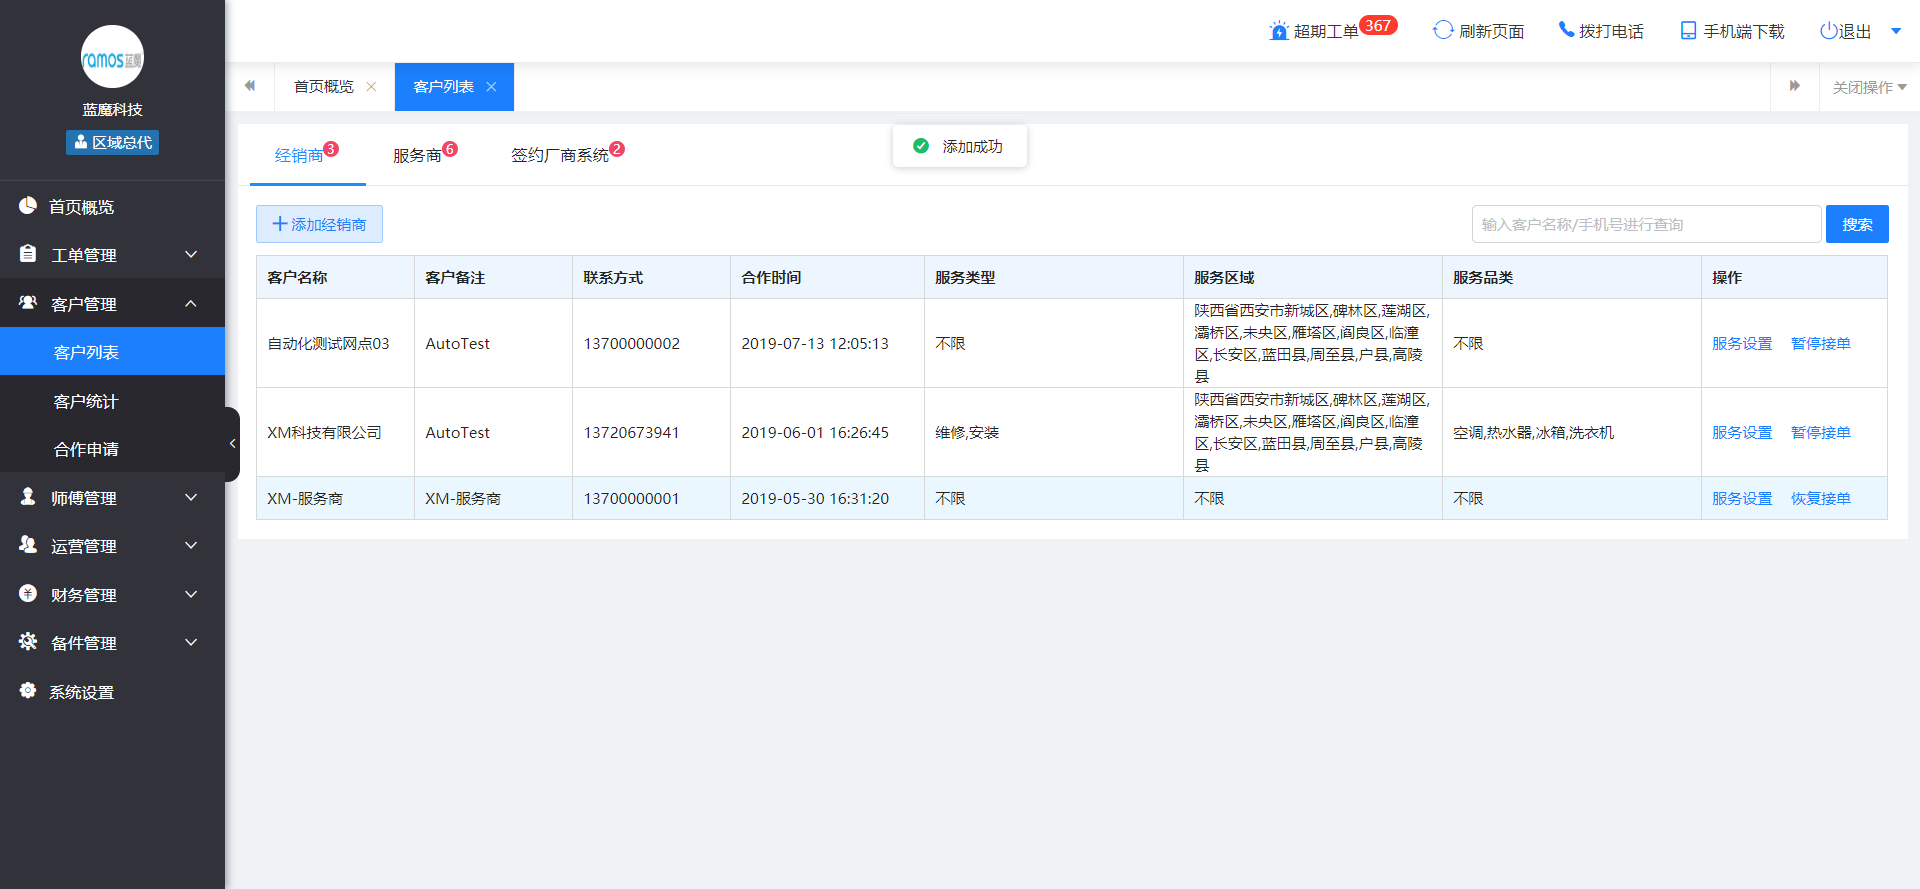 超期工单 367 刷新页面 拨打电话 手机端下载 退出
ramos蓝魔
蓝魔科技
区域总代
首页概览
工单管理
客户管理
客户列表
客户统计
合作申请
师傅管理
运营管理
财务管理
备件管理
系统设置
首页概览 客户列表 关闭操作
经销商 3 服务商 6 签约厂商系统 2
添加成功
添加经销商 输入客户名称/手机号进行查询 搜索
客户名称 客户备注 联系方式 合作时间 服务类型 服务区域 服务品类 操作
自动化测试网点03 AutoTest 13700000002 2019-07-13 12:05:13 不限
陕西省西安市新城区,碑林区,莲湖区,
灞桥区,未央区,雁塔区,阎良区,临潼
区,长安区,蓝田县,周至县,户县,高陵
县
不限 服务设置 暂停接单
XM科技有限公司 AutoTest 13720673941 2019-06-01 16:26:45 维修,安装
陕西省西安市新城区,碑林区,莲湖区,
灞桥区,未央区,雁塔区,阎良区,临潼
区,长安区,蓝田县,周至县,户县,高陵
县
空调,热水器,冰箱,洗衣机 服务设置 暂停接单
XM-服务商 XM-服务商 13700000001 2019-05-30 16:31:20 不限 不限 不限 服务设置 恢复接单